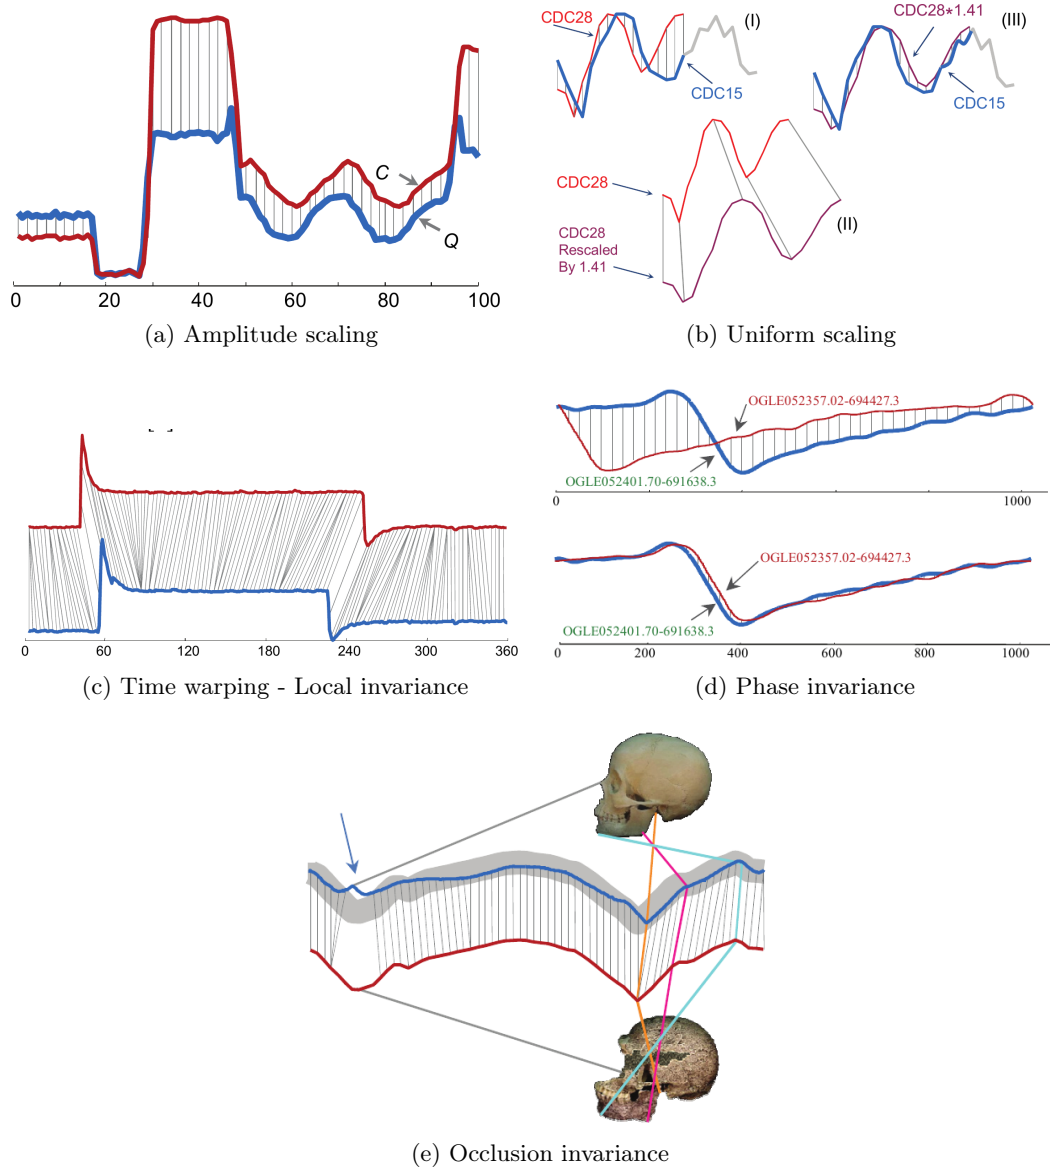 C
Q
0 20 40 60 80 100
(a) Amplitude scaling
CDC28
(I)
CDC15
CDC28*1.41
(III)
CDC15
CDC28
(II)
CDC28
Rescaled
By 1.41
(b) Uniform scaling
0 60 120 180 240 300 360
(c) Time warping - Local invariance
OGLE052357.02-694427.3
OGLE052401.70-691638.3
0 1000
OGLE052357.02-694427.3
OGLE052401.70-691638.3
0 200 400 600 800 1000
(d) Phase invariance
(e) Occlusion invariance